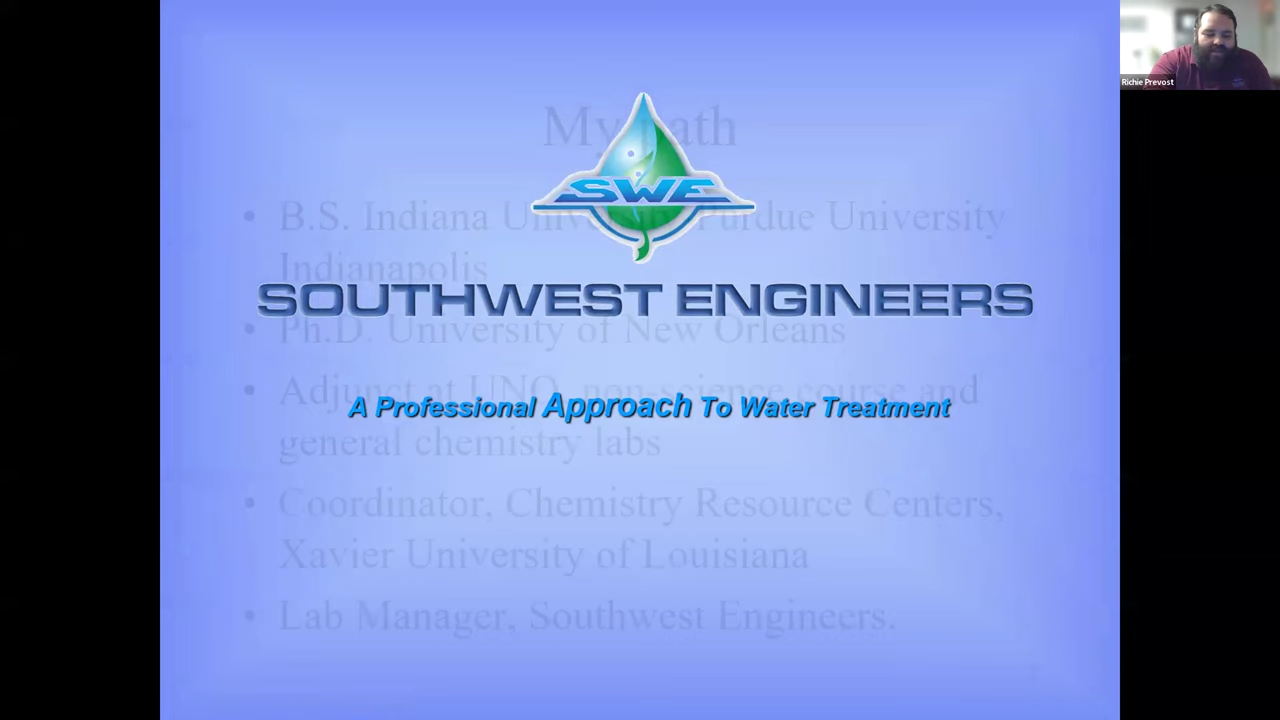 Richie Prevost
My Path
SWE
• B.S. Indiana University Purdue University
Indianapolis
SOUTHWEST ENGINEERS
• Ph.D. University of New Orleans
• Adjunct at UNO, non-science course and
A Professional Approach To Water Treatment
general chemistry labs
• Coordinator, Chemistry Resource Centers,
Xavier University of Louisiana
• Lab Manager, Southwest Engineers.